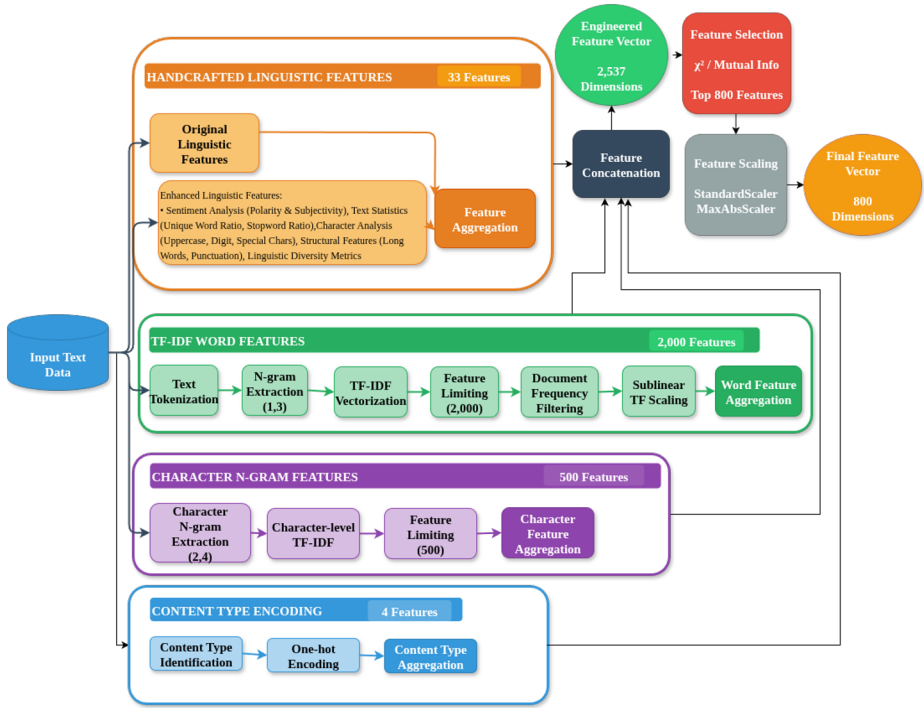 Engineered
Feature Vector
2,537
Dimensions
Feature Selection
χ² / Mutual Info
Top 800 Features
HANDCRAFTED LINGUISTIC FEATURES
33 Features
Original
Linguistic
Features
Feature
Concatenation
Feature Scaling
StandardScaler
MaxAbsScaler
Final Feature
Vector
800
Dimensions
Enhanced Linguistic Features:
• Sentiment Analysis (Polarity & Subjectivity), Text Statistics
(Unique Word Ratio, Stopword Ratio),Character Analysis
(Uppercase, Digit, Special Chars), Structural Features (Long
Words, Punctuation), Linguistic Diversity Metrics
Feature
Aggregation
Input Text
Data
TF-IDF WORD FEATURES
2,000 Features
Text
Tokenization
N-gram
Extraction
(1,3)
TF-IDF
Vectorization
Feature
Limiting
(2,000)
Document
Frequency
Filtering
Sublinear
TF Scaling
Word Feature
Aggregation
CHARACTER N-GRAM FEATURES
500 Features
Character
N-gram
Extraction
(2,4)
Character-level
TF-IDF
Feature
Limiting
(500)
Character
Feature
Aggregation
CONTENT TYPE ENCODING
4 Features
Content Type
Identification
One-hot
Encoding
Content Type
Aggregation